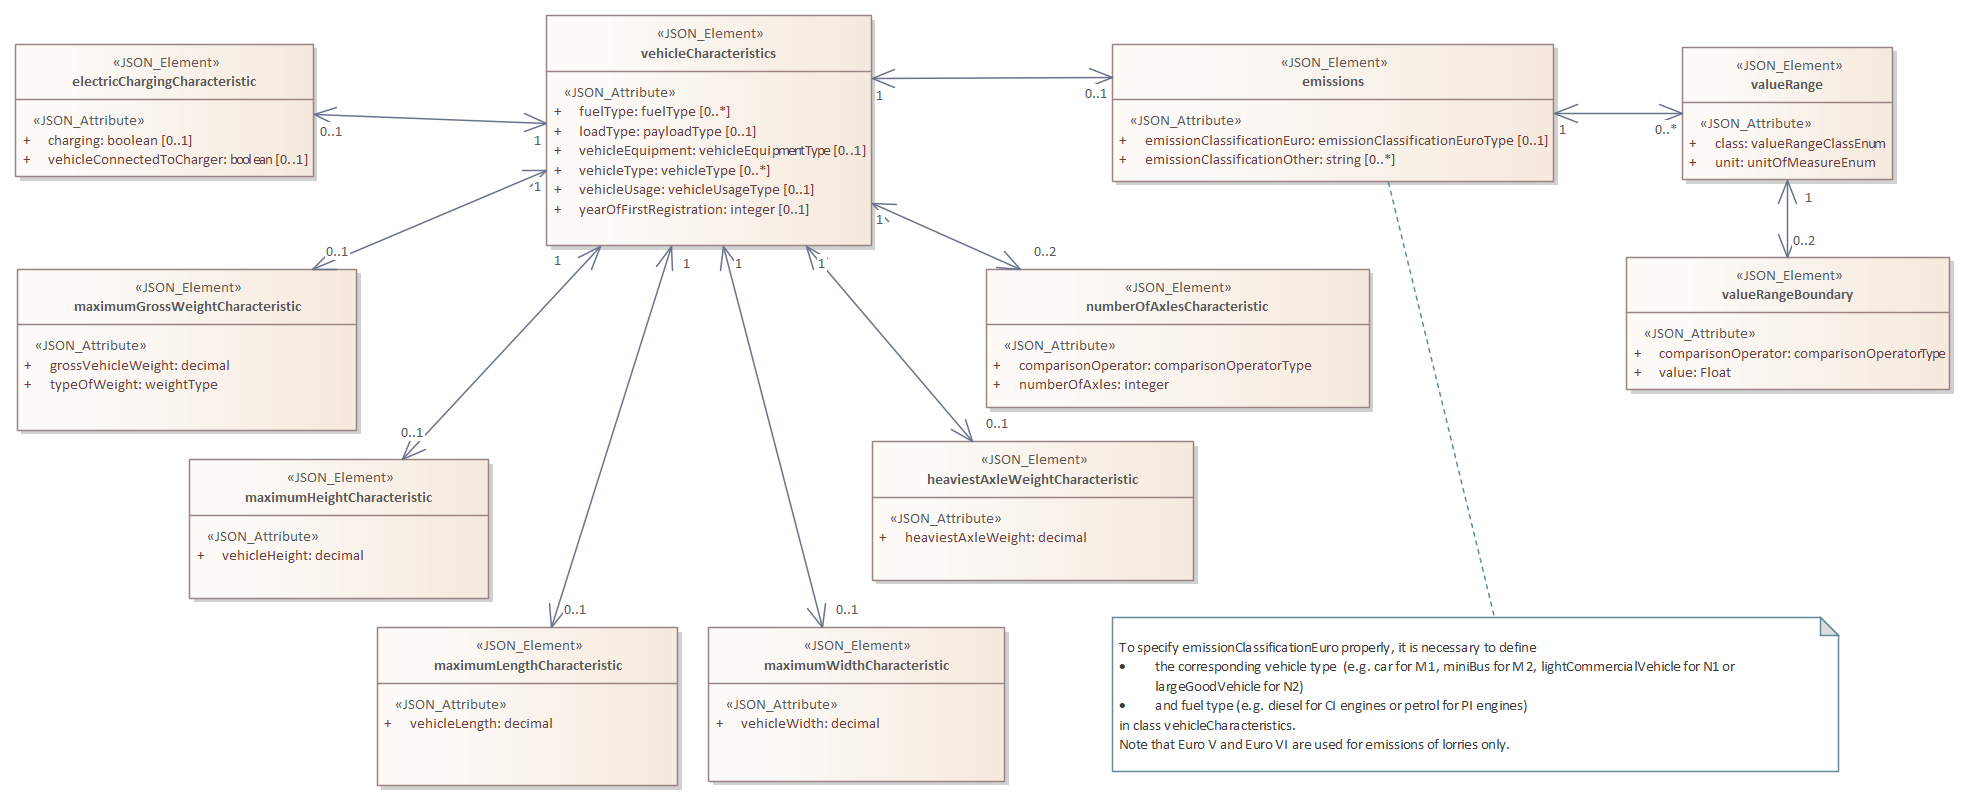 «JSON_Element»
electricChargingCharacteristic
«JSON_Attribute»
+ charging: boolean [0..1]
+ vehicleConnectedToCharger: boolean [0..1]
0..1
1
«JSON_Element»
vehicleCharacteristics
«JSON_Attribute»
+ fuelType: fuelType [0..*]
+ loadType: payloadType [0..1]
+ vehicleEquipment: vehicleEquipmentType [0..1]
+ vehicleType: vehicleType [0..*]
+ vehicleUsage: vehicleUsageType [0..1]
+ yearOfFirstRegistration: integer [0..1]
1
0..1
«JSON_Element»
emissions
«JSON_Attribute»
+ emissionClassificationEuro: emissionClassificationEuroType [0..1]
+ emissionClassificationOther: string [0..*]
1
0..*
«JSON_Element»
valueRange
«JSON_Attribute»
+ class: valueRangeClassEnum
+ unit: unitOfMeasureEnum
1
0..2
«JSON_Element»
valueRangeBoundary
«JSON_Attribute»
+ comparisonOperator: comparisonOperatorType
+ value: Float
1
0..1
«JSON_Element»
maximumGrossWeightCharacteristic
«JSON_Attribute»
+ grossVehicleWeight: decimal
+ typeOfWeight: weightType
1
0..2
«JSON_Element»
numberOfAxlesCharacteristic
«JSON_Attribute»
+ comparisonOperator: comparisonOperatorType
+ numberOfAxles: integer
1
0..1
«JSON_Element»
maximumHeightCharacteristic
«JSON_Attribute»
+ vehicleHeight: decimal
1
0..1
«JSON_Element»
heaviestAxleWeightCharacteristic
«JSON_Attribute»
+ heaviestAxleWeight: decimal
1
0..1
«JSON_Element»
maximumLengthCharacteristic
«JSON_Attribute»
+ vehicleLength: decimal
1
0..1
«JSON_Element»
maximumWidthCharacteristic
«JSON_Attribute»
+ vehicleWidth: decimal
To specify emissionClassificationEuro properly, it is necessary to define
• the corresponding vehicle type (e.g. car for M1, miniBus for M2, lightCommercialVehicle for N1 or
largeGoodVehicle for N2)
• and fuel type (e.g. diesel for CI engines or petrol for PI engines)
in class vehicleCharacteristics.
Note that Euro V and Euro VI are used for emissions of lorries only.